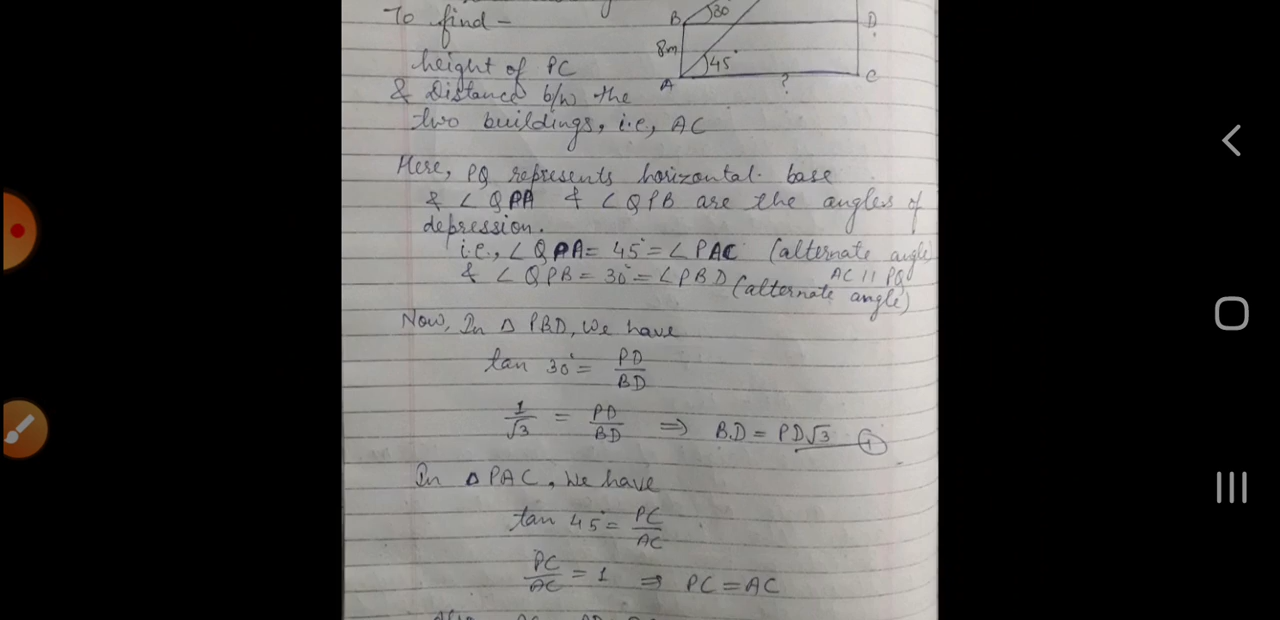 To find -
B 30 D
8m
height of PC
45°
A ? C
& Distance b/w the
two buildings, i.e., AC
Here, PQ represents horizontal base
& ∠QPA & ∠QPB are the angles of
depression.
i.e., ∠QPA = 45° = ∠PAC (alternate angle)
AC || PQ
& ∠QPB = 30° = ∠PBD (alternate angle)
Now, In △ PBD, We have
tan 30° = PD/BD
1/√3 = PD/BD ⇒ BD = PD√3 ①
In △ PAC, We have
tan 45° = PC/AC
PC/AC = 1 ⇒ PC = AC